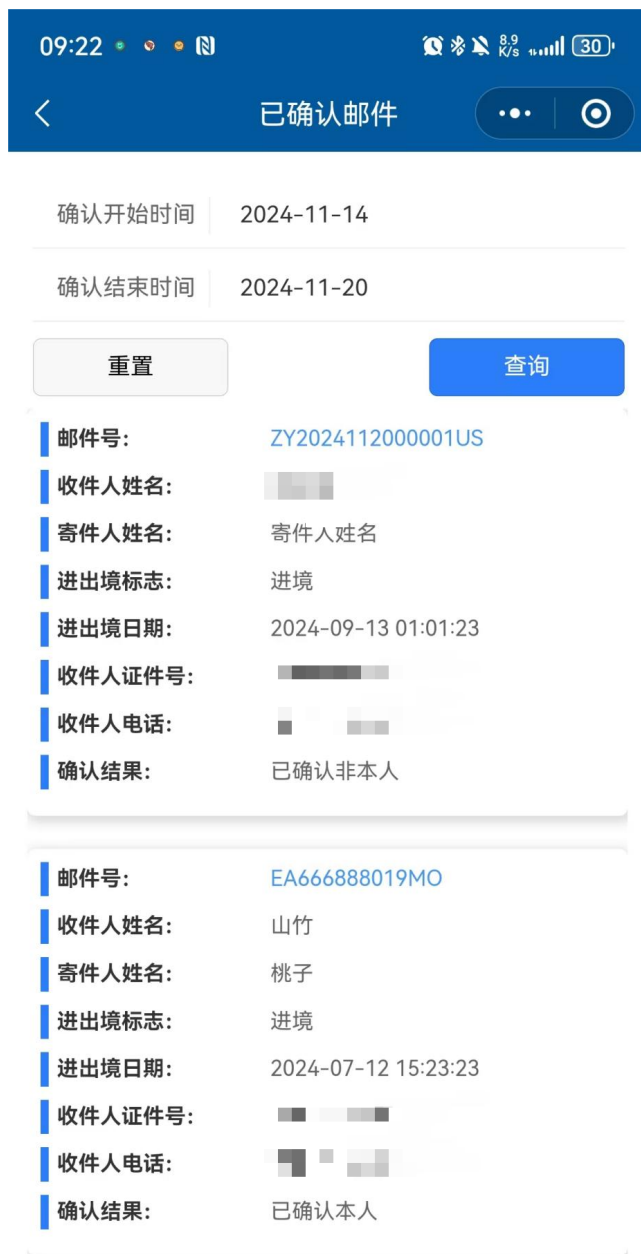 09:22
8.9
K/s
30
已确认邮件
确认开始时间 2024-11-14
确认结束时间 2024-11-20
重置 查询
邮件号: ZY2024112000001US
收件人姓名:
寄件人姓名: 寄件人姓名
进出境标志: 进境
进出境日期: 2024-09-13 01:01:23
收件人证件号:
收件人电话:
确认结果: 已确认非本人
邮件号: EA666888019MO
收件人姓名: 山竹
寄件人姓名: 桃子
进出境标志: 进境
进出境日期: 2024-07-12 15:23:23
收件人证件号:
收件人电话:
确认结果: 已确认本人